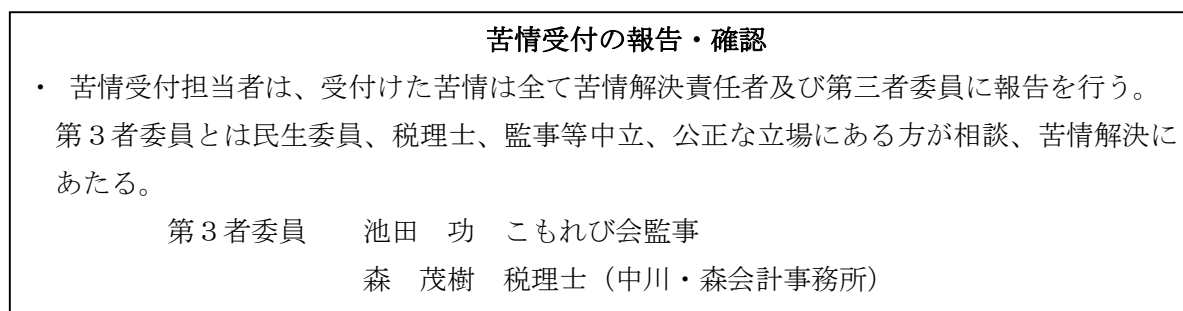 苦情受付の報告・確認
・ 苦情受付担当者は、受付けた苦情は全て苦情解決責任者及び第三者委員に報告を行う。
第３者委員とは民生委員、税理士、監事等中立、公正な立場にある方が相談、苦情解決に
あたる。
第３者委員　　池田　功　こもれび会監事
森　茂樹　税理士（中川・森会計事務所）